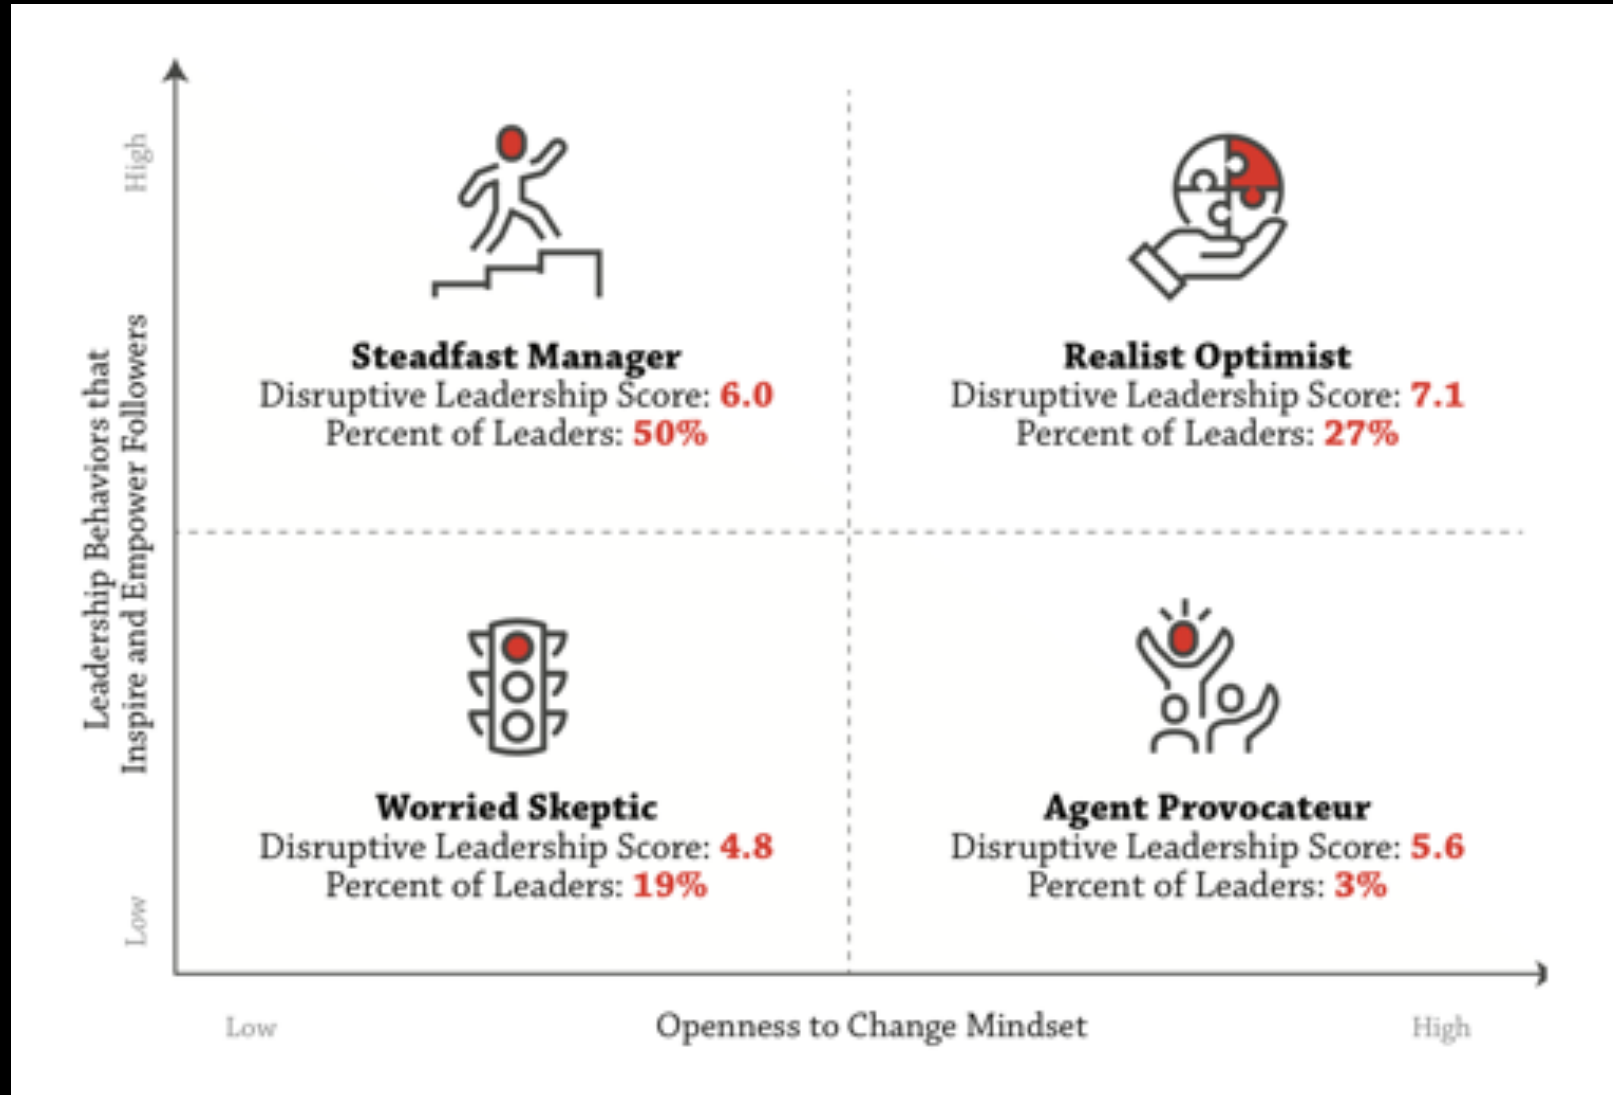 High
Leadership Behaviors that
Inspire and Empower Followers
Low
Steadfast Manager
Disruptive Leadership Score: 6.0
Percent of Leaders: 50%
Realist Optimist
Disruptive Leadership Score: 7.1
Percent of Leaders: 27%
Worried Skeptic
Disruptive Leadership Score: 4.8
Percent of Leaders: 19%
Agent Provocateur
Disruptive Leadership Score: 5.6
Percent of Leaders: 3%
Low
Openness to Change Mindset
High